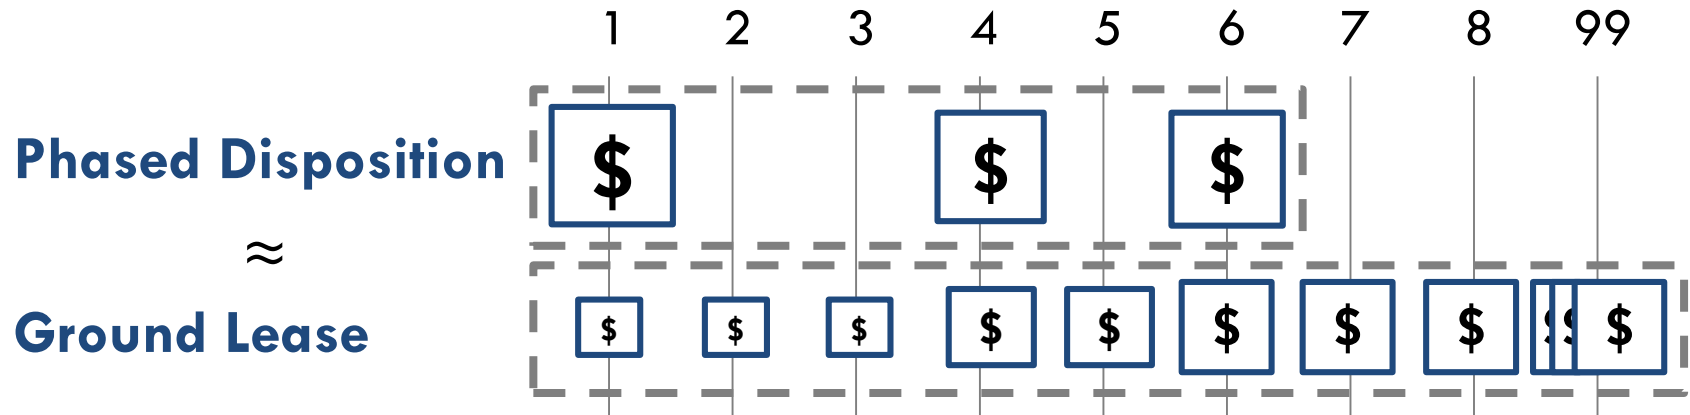 1 2 3 4 5 6 7 8 99
Phased Disposition $ $ $
≈
Ground Lease $ $ $ $ $ $ $ $ $ $ $